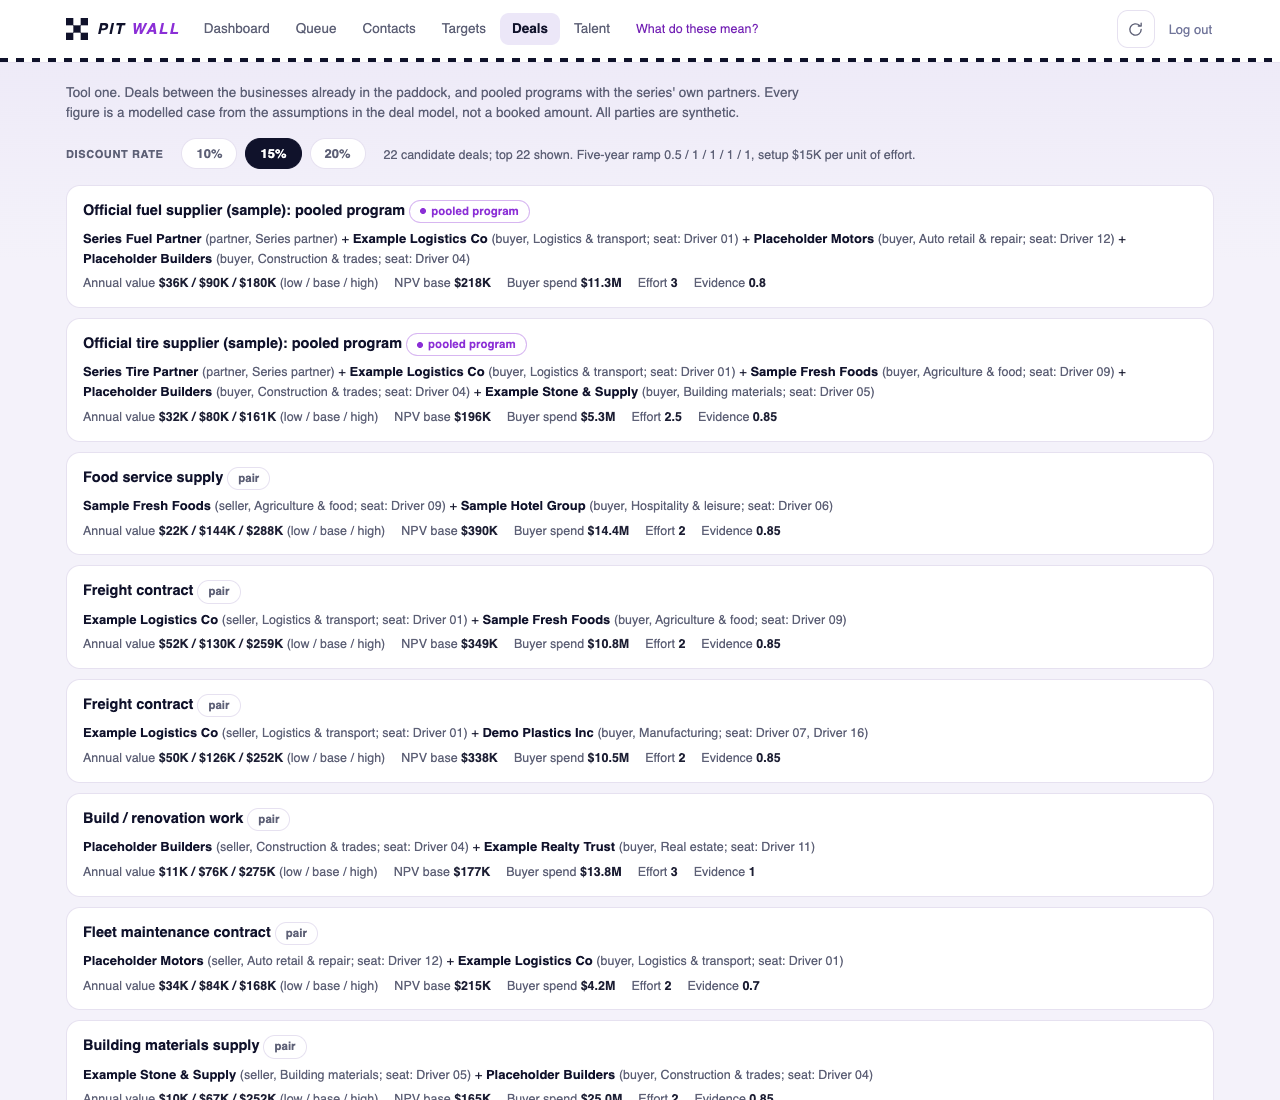 PIT WALL Dashboard Queue Contacts Targets Deals Talent What do these mean? Log out
Tool one. Deals between the businesses already in the paddock, and pooled programs with the series' own partners. Every
figure is a modelled case from the assumptions in the deal model, not a booked amount. All parties are synthetic.
DISCOUNT RATE 10% 15% 20% 22 candidate deals; top 22 shown. Five-year ramp 0.5 / 1 / 1 / 1 / 1, setup $15K per unit of effort.
Official fuel supplier (sample): pooled program pooled program
Series Fuel Partner (partner, Series partner) + Example Logistics Co (buyer, Logistics & transport; seat: Driver 01) + Placeholder Motors (buyer, Auto retail & repair; seat: Driver 12) +
Placeholder Builders (buyer, Construction & trades; seat: Driver 04)
Annual value $36K / $90K / $180K (low / base / high) NPV base $218K Buyer spend $11.3M Effort 3 Evidence 0.8
Official tire supplier (sample): pooled program pooled program
Series Tire Partner (partner, Series partner) + Example Logistics Co (buyer, Logistics & transport; seat: Driver 01) + Sample Fresh Foods (buyer, Agriculture & food; seat: Driver 09) +
Placeholder Builders (buyer, Construction & trades; seat: Driver 04) + Example Stone & Supply (buyer, Building materials; seat: Driver 05)
Annual value $32K / $80K / $161K (low / base / high) NPV base $196K Buyer spend $5.3M Effort 2.5 Evidence 0.85
Food service supply pair
Sample Fresh Foods (seller, Agriculture & food; seat: Driver 09) + Sample Hotel Group (buyer, Hospitality & leisure; seat: Driver 06)
Annual value $22K / $144K / $288K (low / base / high) NPV base $390K Buyer spend $14.4M Effort 2 Evidence 0.85
Freight contract pair
Example Logistics Co (seller, Logistics & transport; seat: Driver 01) + Sample Fresh Foods (buyer, Agriculture & food; seat: Driver 09)
Annual value $52K / $130K / $259K (low / base / high) NPV base $349K Buyer spend $10.8M Effort 2 Evidence 0.85
Freight contract pair
Example Logistics Co (seller, Logistics & transport; seat: Driver 01) + Demo Plastics Inc (buyer, Manufacturing; seat: Driver 07, Driver 16)
Annual value $50K / $126K / $252K (low / base / high) NPV base $338K Buyer spend $10.5M Effort 2 Evidence 0.85
Build / renovation work pair
Placeholder Builders (seller, Construction & trades; seat: Driver 04) + Example Realty Trust (buyer, Real estate; seat: Driver 11)
Annual value $11K / $76K / $275K (low / base / high) NPV base $177K Buyer spend $13.8M Effort 3 Evidence 1
Fleet maintenance contract pair
Placeholder Motors (seller, Auto retail & repair; seat: Driver 12) + Example Logistics Co (buyer, Logistics & transport; seat: Driver 01)
Annual value $34K / $84K / $168K (low / base / high) NPV base $215K Buyer spend $4.2M Effort 2 Evidence 0.7
Building materials supply pair
Example Stone & Supply (seller, Building materials; seat: Driver 05) + Placeholder Builders (buyer, Construction & trades; seat: Driver 04)
Annual value $10K / $67K / $252K (low / base / high) NPV base $165K Buyer spend $25.0M Effort 2 Evidence 0.85